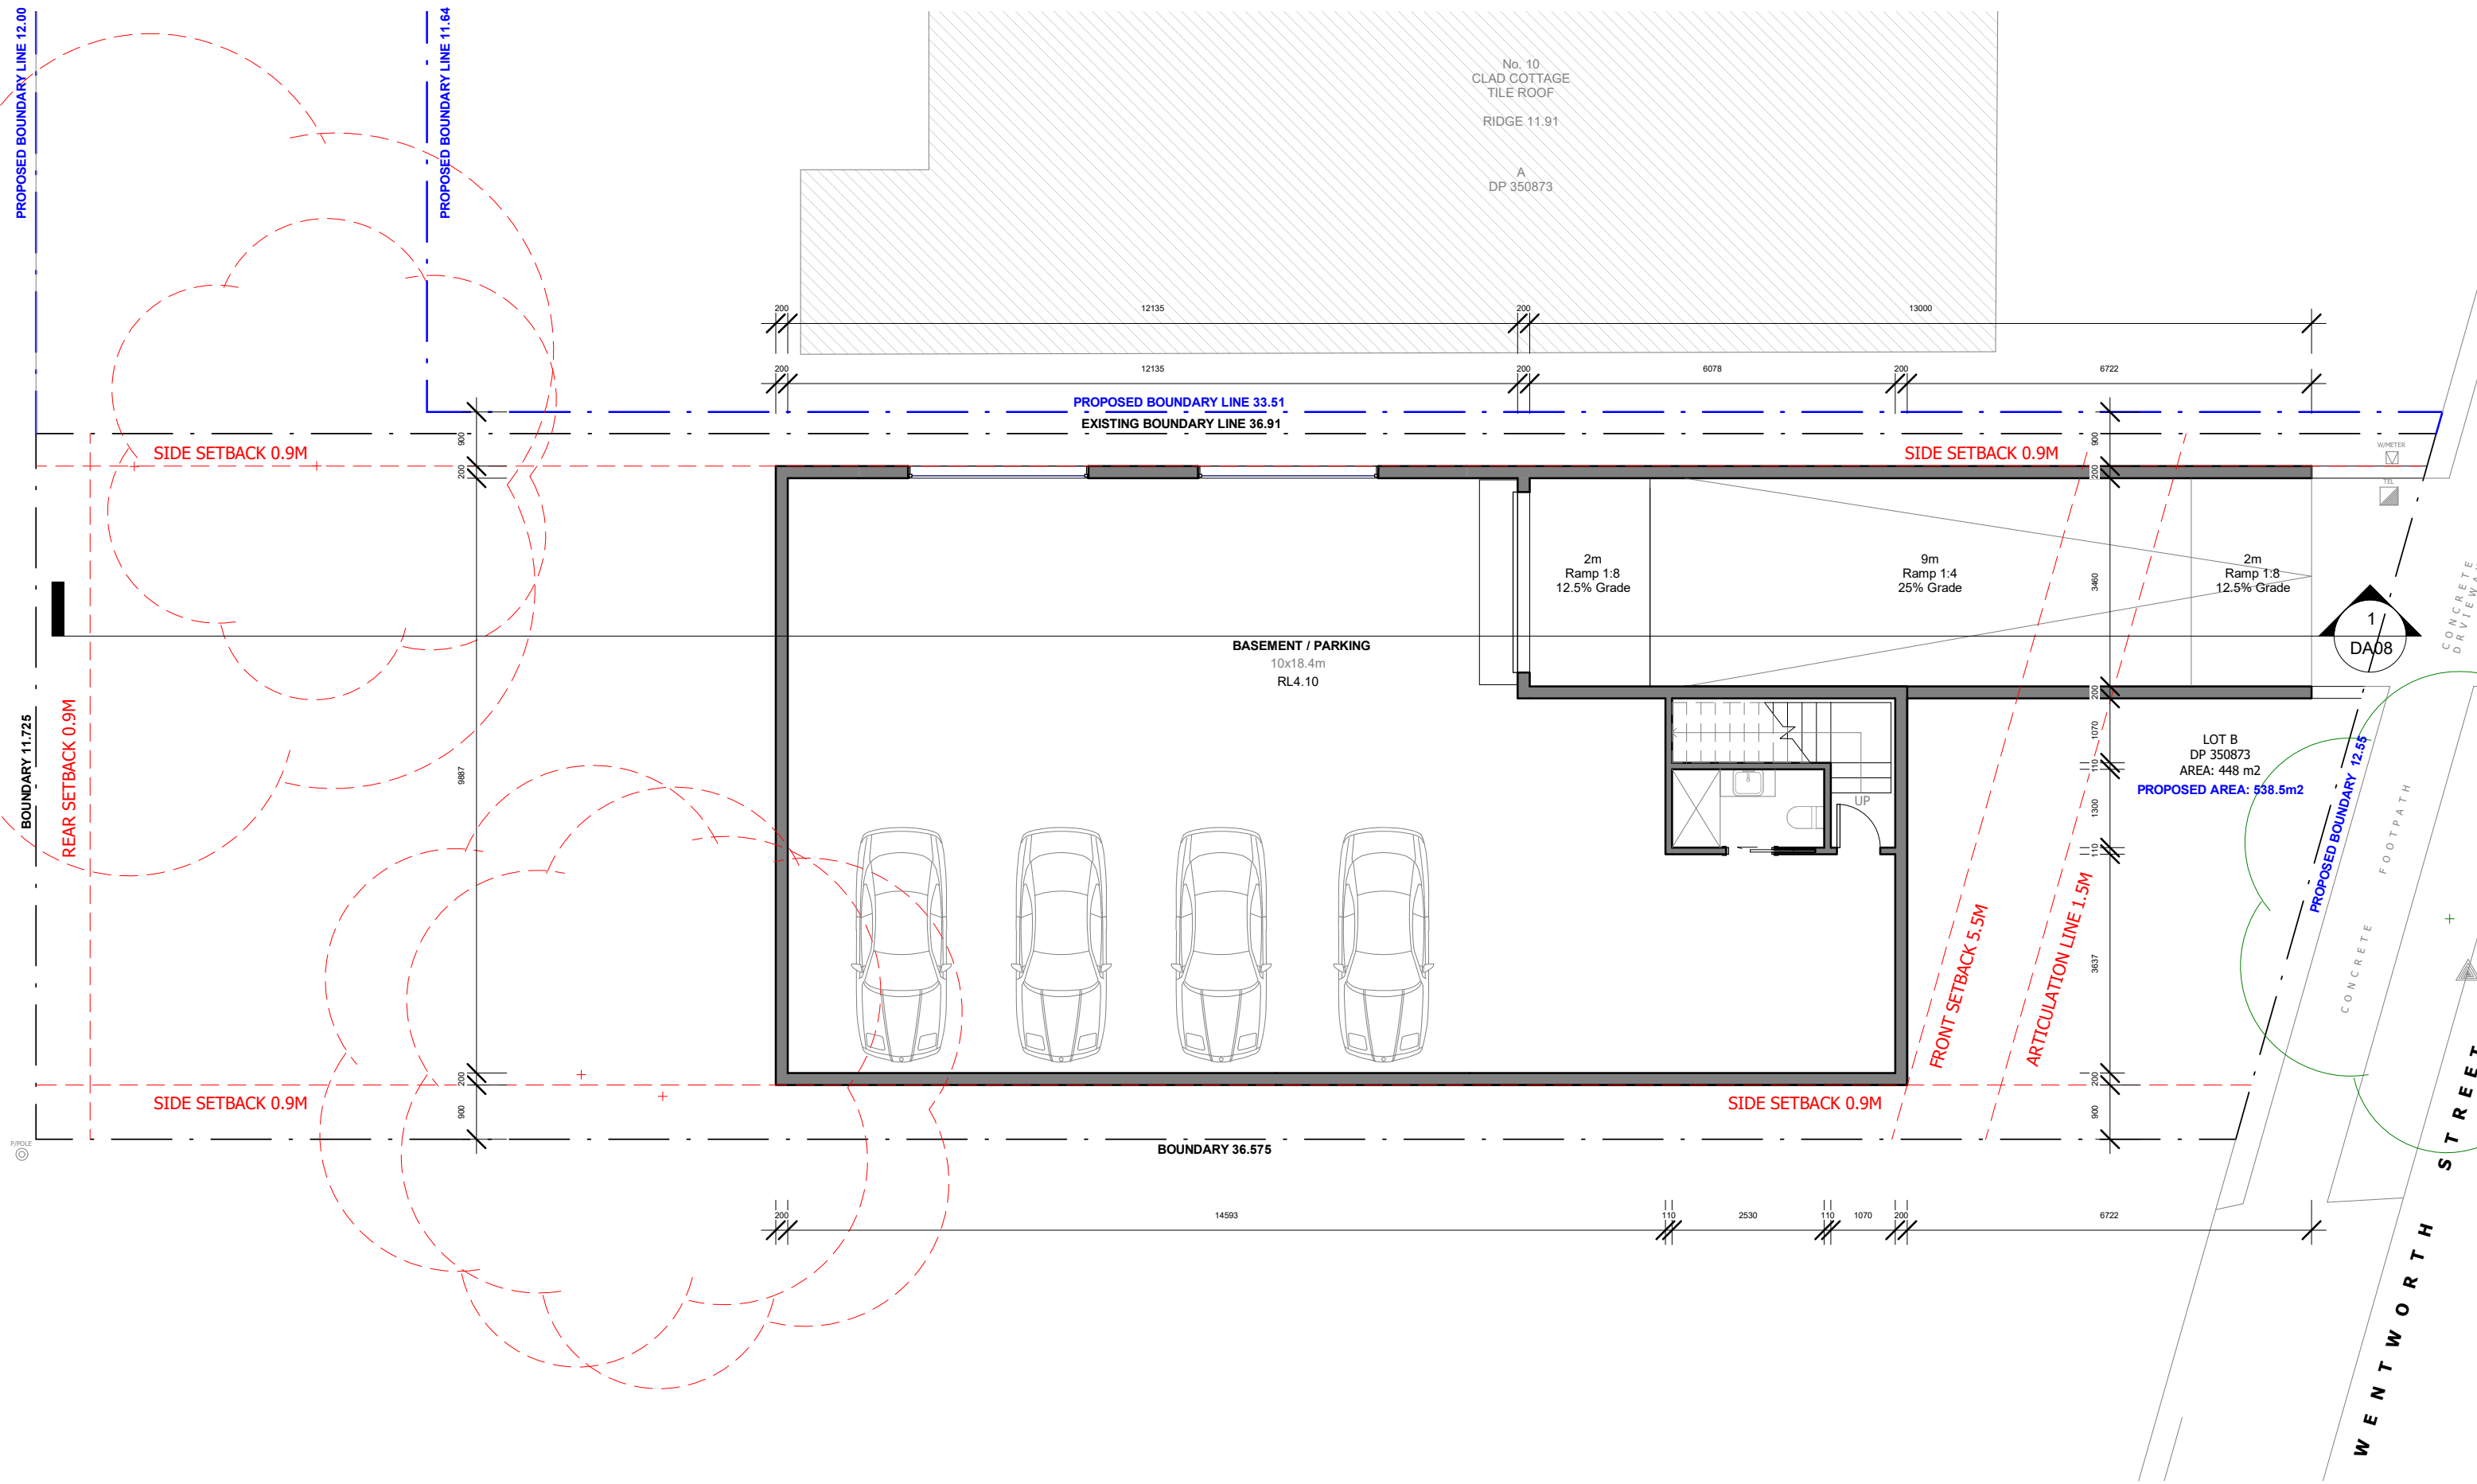 PROPOSED BOUNDARY LINE 12.00
PROPOSED BOUNDARY LINE 11.64
No. 10
CLAD COTTAGE
TILE ROOF
RIDGE 11.91
A
DP 350873
200
12135
200
13000
200
12135
200
6078
200
6722
PROPOSED BOUNDARY LINE 33.51
EXISTING BOUNDARY LINE 36.91
SIDE SETBACK 0.9M
SIDE SETBACK 0.9M
900
200
9887
200
900
900
200
3460
200
1070
110
1300
110
3637
200
900
W/METER
TEL
2m
Ramp 1:8
12.5% Grade
9m
Ramp 1:4
25% Grade
2m
Ramp 1:8
12.5% Grade
1
DA08
CONCRETE
DRVIEWAY
BASEMENT / PARKING
10x18.4m
RL4.10
BOUNDARY 11.725
REAR SETBACK 0.9M
UP
LOT B
DP 350873
AREA: 448 m2
PROPOSED AREA: 538.5m2
PROPOSED BOUNDARY 12.55
CONCRETE FOOTPATH
FRONT SETBACK 5.5M
ARTICULATION LINE 1.5M
SIDE SETBACK 0.9M
SIDE SETBACK 0.9M
P/POLE
BOUNDARY 36.575
200
14593
110
2530
110
1070
200
6722
WENTWORTH STREET